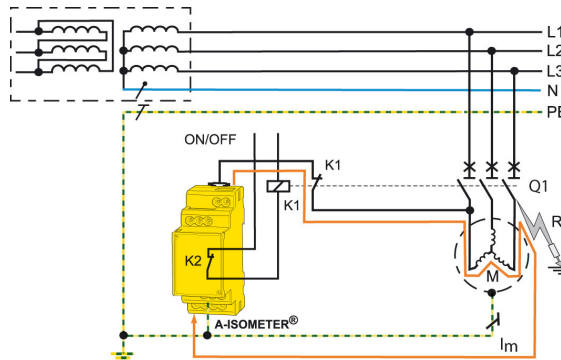 L1
L2
L3
N
PE
ON/OFF
K1
K1
Q1
R
K2
M
A-ISOMETER®
Im